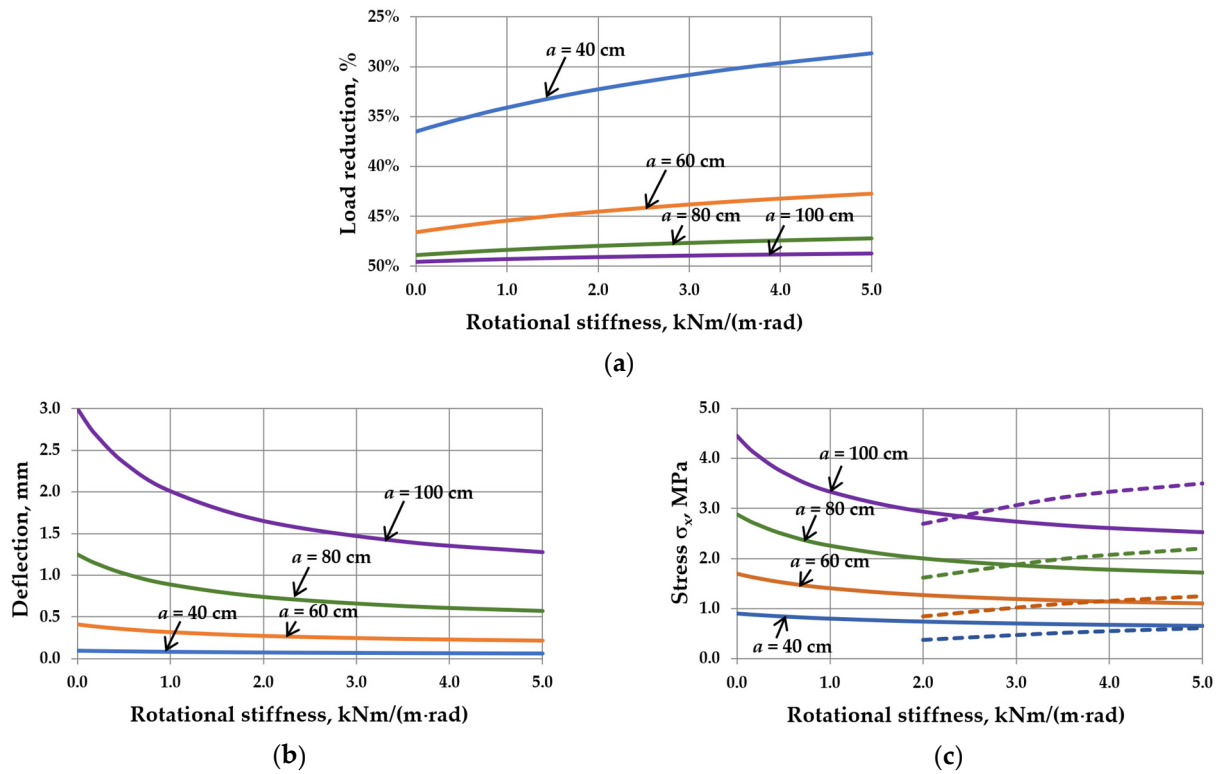 25%
30%
35%
40%
45%
50%
Load reduction, %
a = 40 cm
a = 60 cm
a = 80 cm
a = 100 cm
0.0 1.0 2.0 3.0 4.0 5.0
Rotational stiffness, kNm/(m·rad)
(a)
3.0
2.5
2.0
1.5
1.0
0.5
0.0
Deflection, mm
a = 100 cm
a = 80 cm
a = 60 cm
a = 40 cm
0.0 1.0 2.0 3.0 4.0 5.0
Rotational stiffness, kNm/(m·rad)
(b)
5.0
4.0
3.0
2.0
1.0
0.0
Stress σx, MPa
a = 100 cm
a = 80 cm
a = 60 cm
a = 40 cm
0.0 1.0 2.0 3.0 4.0 5.0
Rotational stiffness, kNm/(m·rad)
(c)